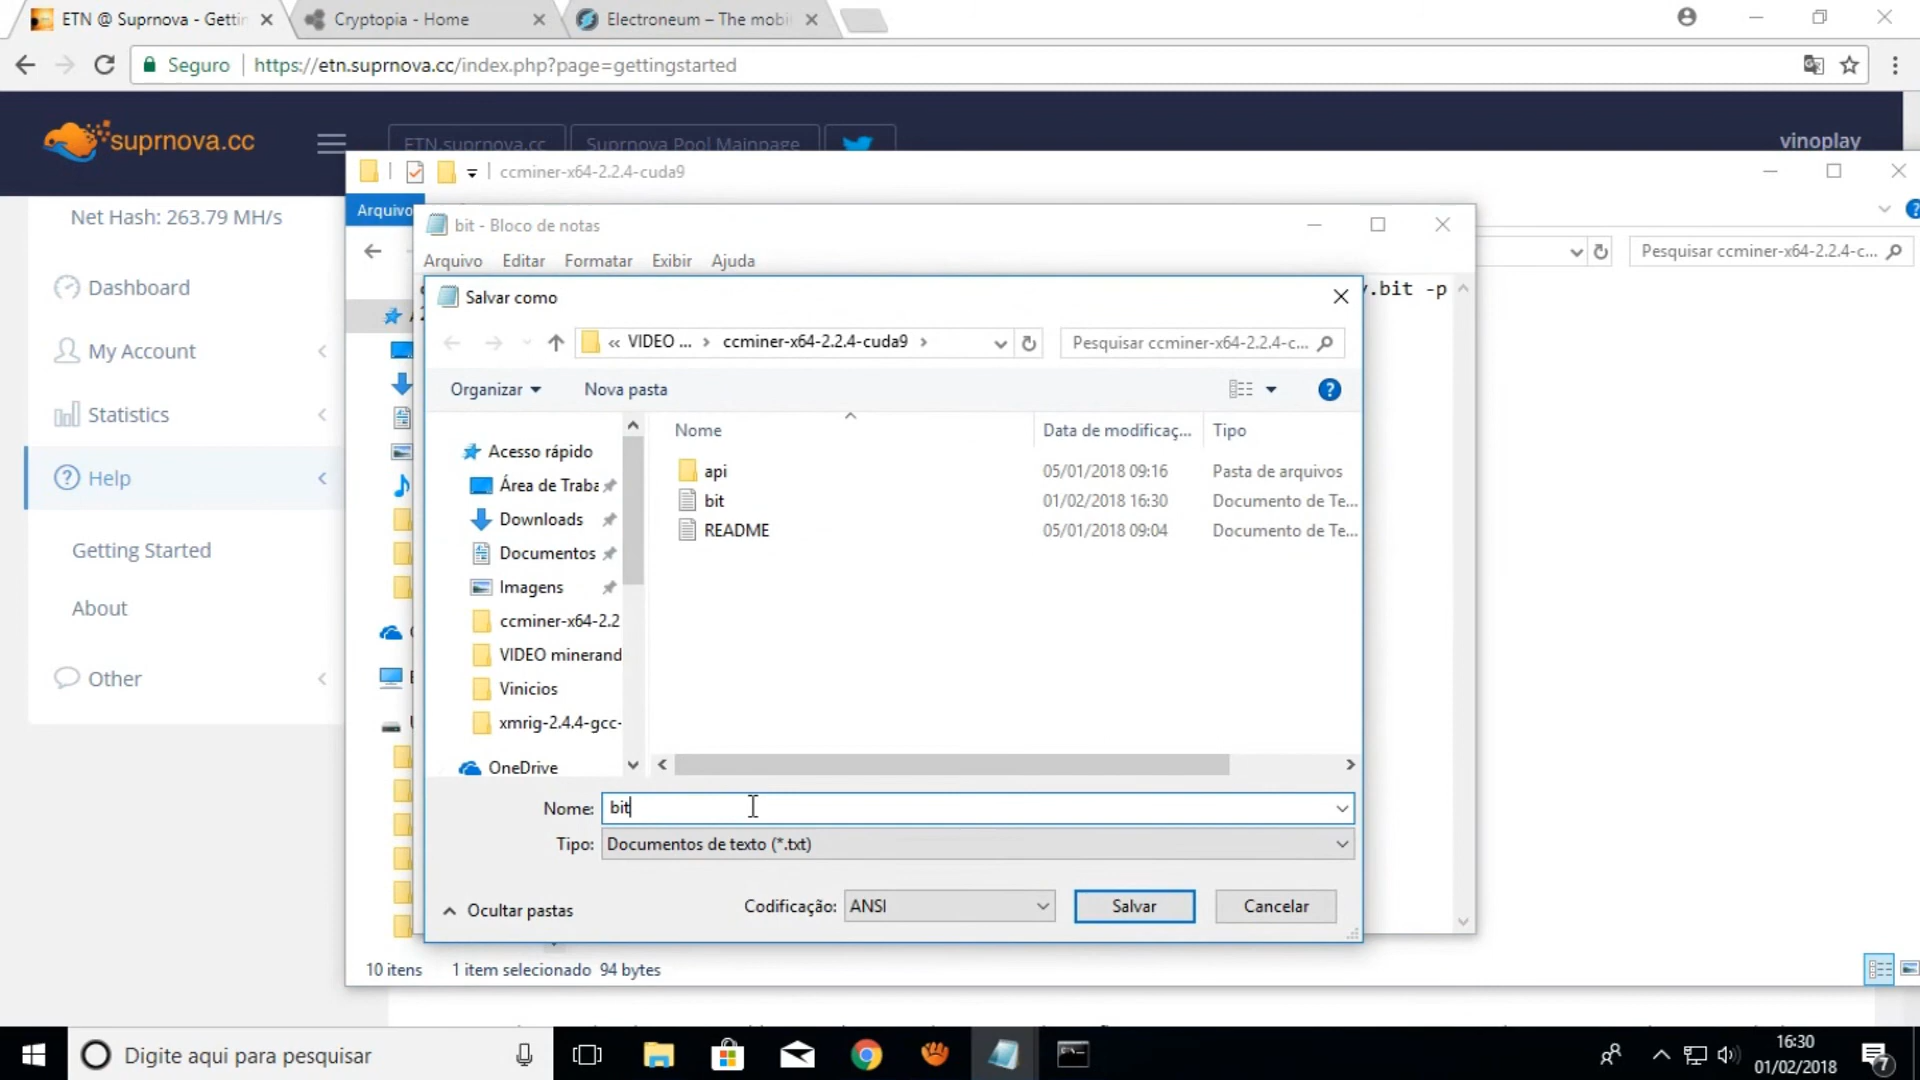 ETN @ Suprnova - Gettin
Cryptopia - Home
Electroneum – The mobi
Seguro
https://etn.suprnova.cc/index.php?page=gettingstarted
suprnova.cc
ETN.suprnova.cc
Suprnova Pool Mainpage
vinoplay
Net Hash: 263.79 MH/s
Dashboard
My Account
Statistics
Help
Getting Started
About
Other
ccminer-x64-2.2.4-cuda9
Arquivo
Pesquisar ccminer-x64-2.2.4-c...
bit - Bloco de notas
Arquivo Editar Formatar Exibir Ajuda
.bit -p
Salvar como
« VIDEO ... › ccminer-x64-2.2.4-cuda9 ›
Pesquisar ccminer-x64-2.2.4-c...
Organizar
Nova pasta
Nome
Data de modificaç...
Tipo
Acesso rápido
Área de Traba
Downloads
Documentos
Imagens
ccminer-x64-2.2
VIDEO minerand
Vinicios
xmrig-2.4.4-gcc-
OneDrive
api 05/01/2018 09:16 Pasta de arquivos
bit 01/02/2018 16:30 Documento de Te...
README 05/01/2018 09:04 Documento de Te...
Nome: bit
Tipo: Documentos de texto (*.txt)
Ocultar pastas
Codificação: ANSI
Salvar
Cancelar
10 itens 1 item selecionado 94 bytes
Digite aqui para pesquisar
16:30
01/02/2018
7